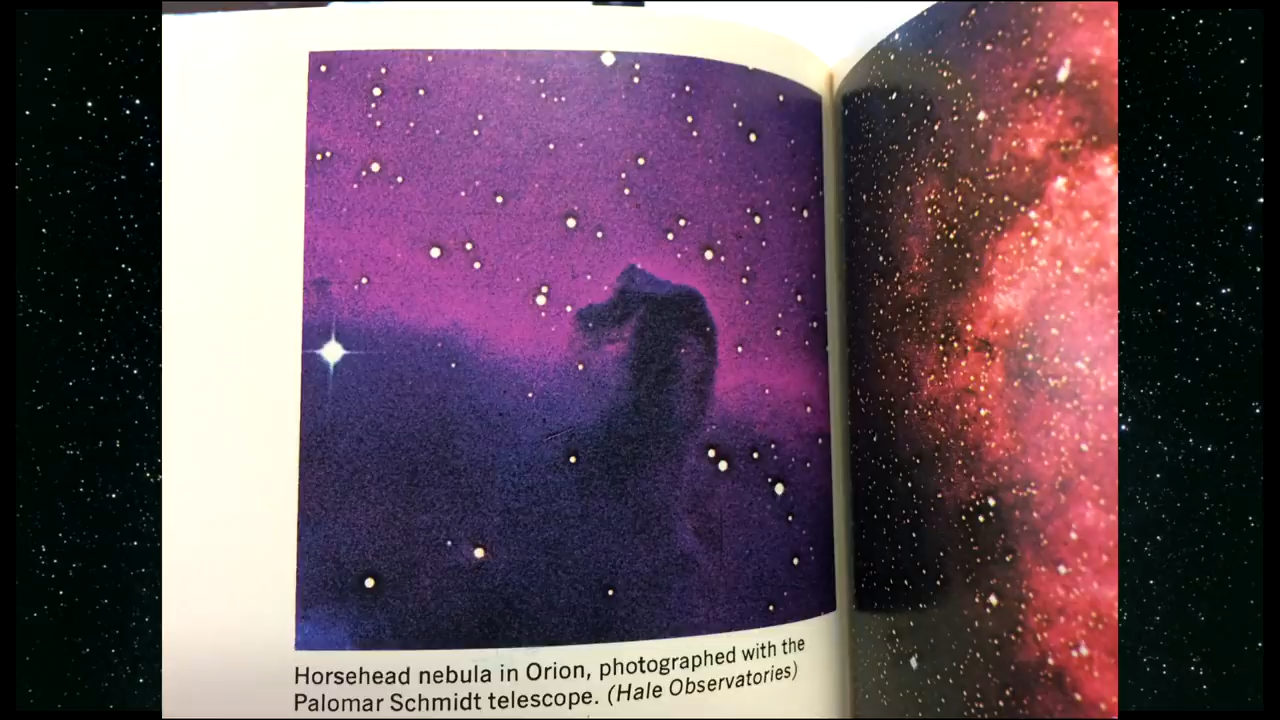 Horsehead nebula in Orion, photographed with the
Palomar Schmidt telescope. (Hale Observatories)